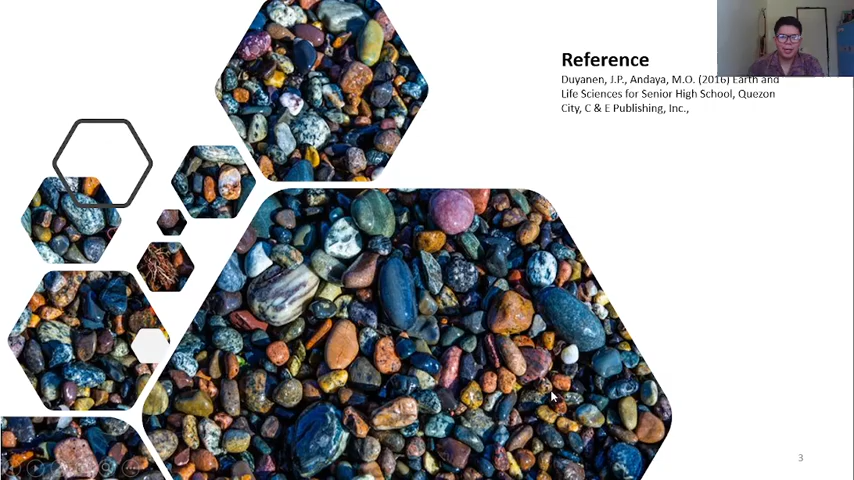 Reference
Duyanen, J.P., Andaya, M.O. (2016) Earth and
Life Sciences for Senior High School, Quezon
City, C & E Publishing, Inc.,
3